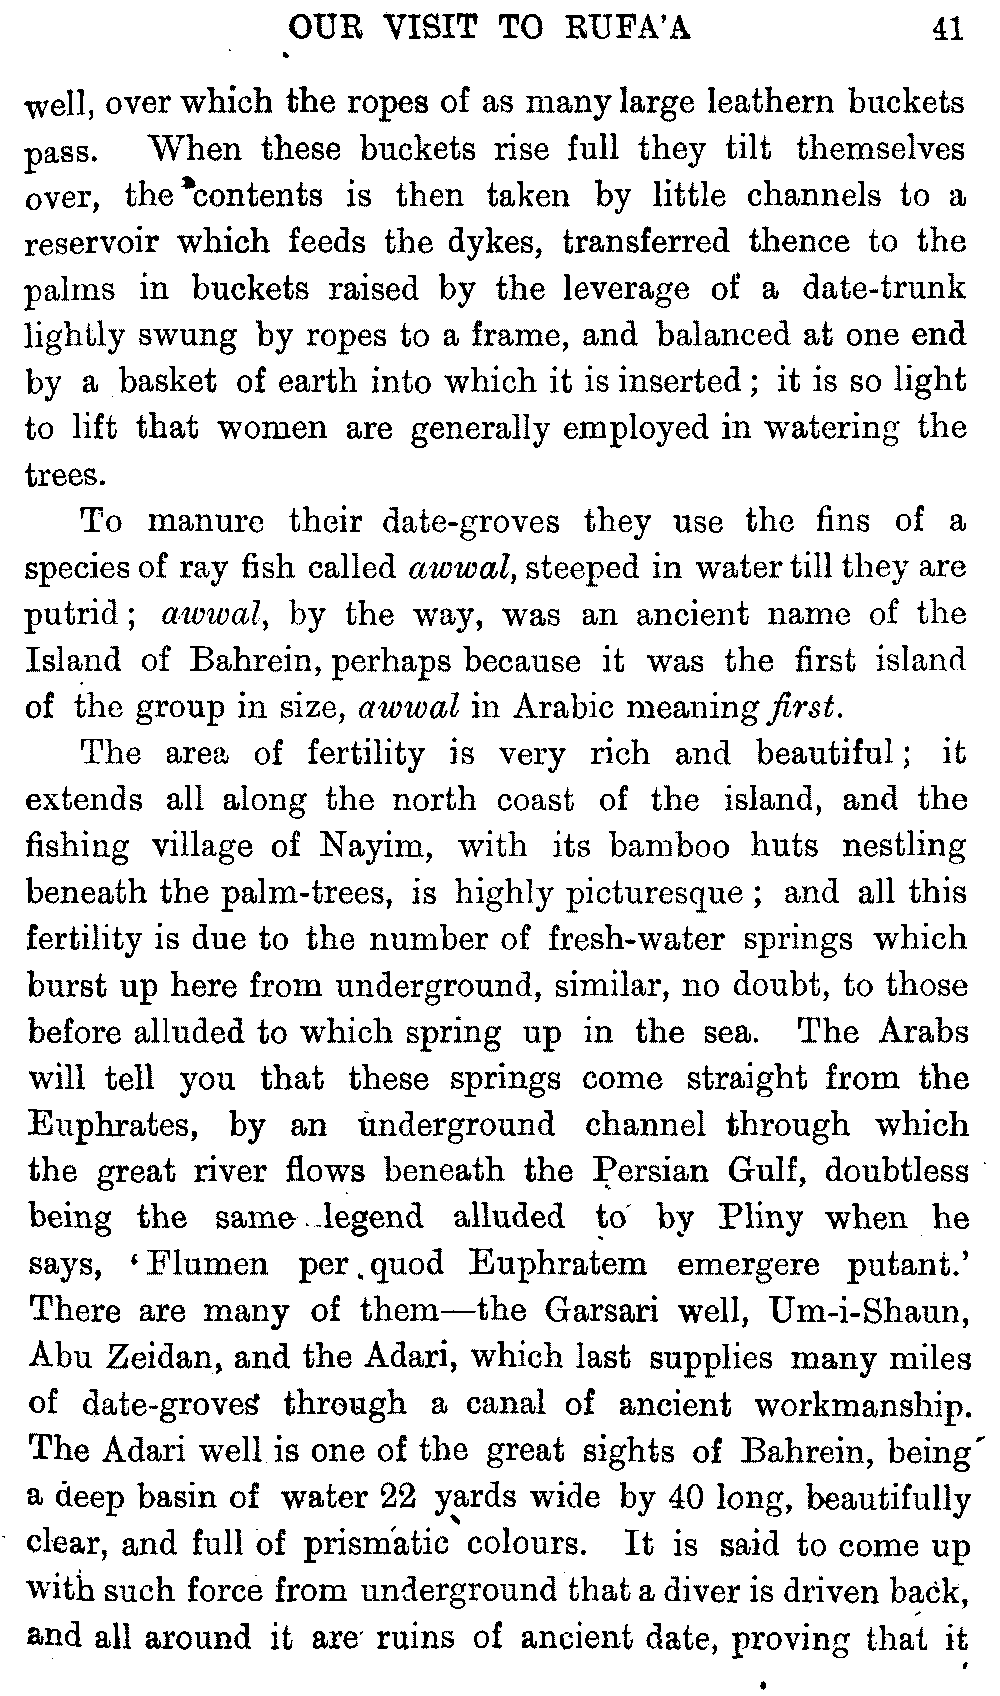 OUR VISIT TO RUFA'A 41
well, over which the ropes of as many large leathern buckets
pass. When these buckets rise full they tilt themselves
over, the contents is then taken by little channels to a
reservoir which feeds the dykes, transferred thence to the
palms in buckets raised by the leverage of a date-trunk
lightly swung by ropes to a frame, and balanced at one end
by a basket of earth into which it is inserted; it is so light
to lift that women are generally employed in watering the
trees.
To manure their date-groves they use the fins of a
species of ray fish called awwal, steeped in water till they are
putrid; awwal, by the way, was an ancient name of the
Island of Bahrein, perhaps because it was the first island
of the group in size, awwal in Arabic meaning first.
The area of fertility is very rich and beautiful; it
extends all along the north coast of the island, and the
fishing village of Nayim, with its bamboo huts nestling
beneath the palm-trees, is highly picturesque; and all this
fertility is due to the number of fresh-water springs which
burst up here from underground, similar, no doubt, to those
before alluded to which spring up in the sea. The Arabs
will tell you that these springs come straight from the
Euphrates, by an underground channel through which
the great river flows beneath the Persian Gulf, doubtless
being the same legend alluded to by Pliny when he
says, 'Flumen per quod Euphratem emergere putant.'
There are many of them—the Garsari well, Um-i-Shaun,
Abu Zeidan, and the Adari, which last supplies many miles
of date-groves through a canal of ancient workmanship.
The Adari well is one of the great sights of Bahrein, being
a deep basin of water 22 yards wide by 40 long, beautifully
clear, and full of prismatic colours. It is said to come up
with such force from underground that a diver is driven back,
and all around it are ruins of ancient date, proving that it